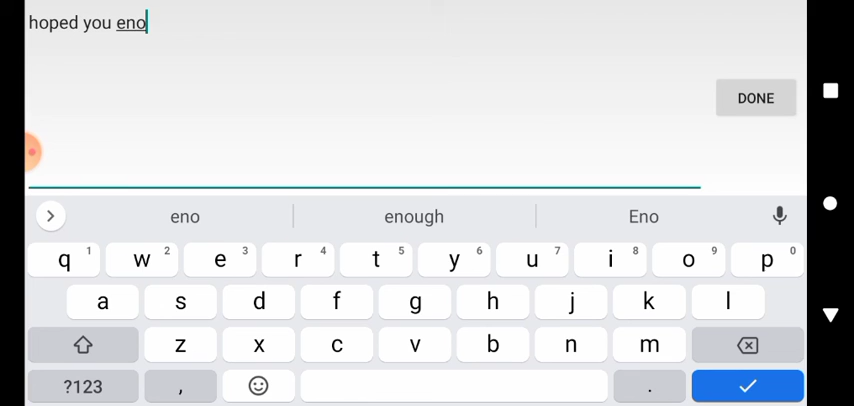 hoped you eno
DONE
eno enough Eno
q 1 w 2 e 3 r 4 t 5 y 6 u 7 i 8 o 9 p 0
a s d f g h j k l
z x c v b n m
?123 , .